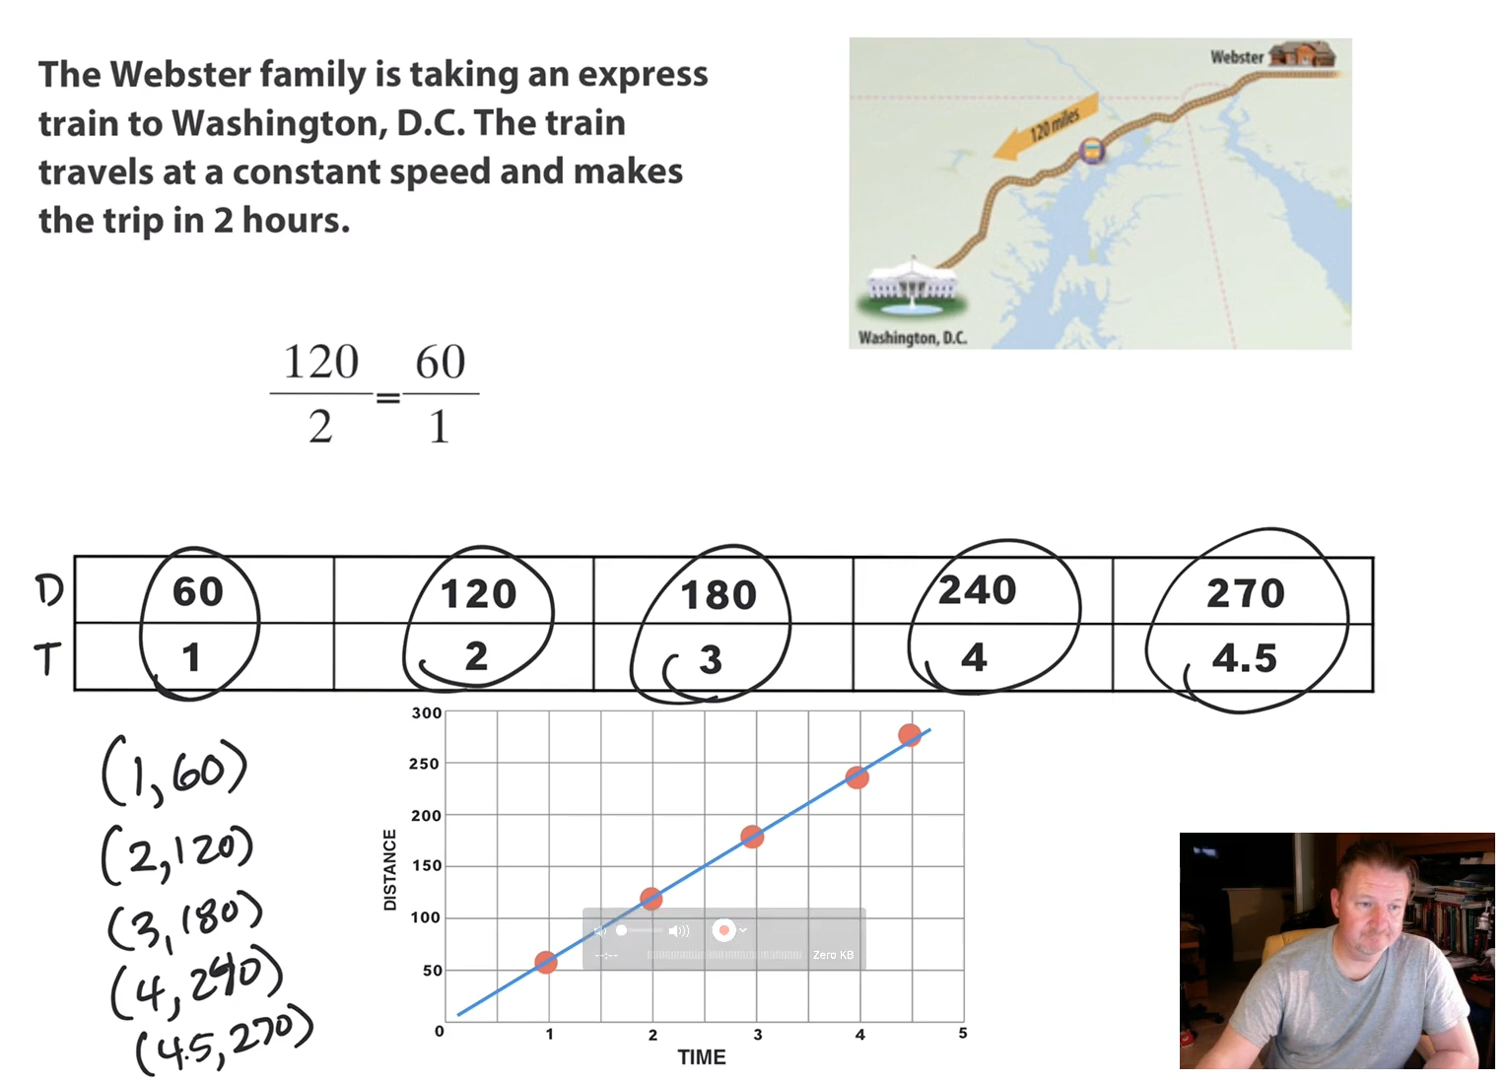 The Webster family is taking an express
train to Washington, D.C. The train
travels at a constant speed and makes
the trip in 2 hours.
Webster
120 miles
Washington, D.C.
120 = 60
2 1
D 60 120 180 240 270
T 1 2 3 4 4.5
(1,60)
(2,120)
(3,180)
(4,240)
(4.5,270)
300
250
200
150
100
50
0 1 2 3 4 5
DISTANCE
TIME
--:--
Zero KB